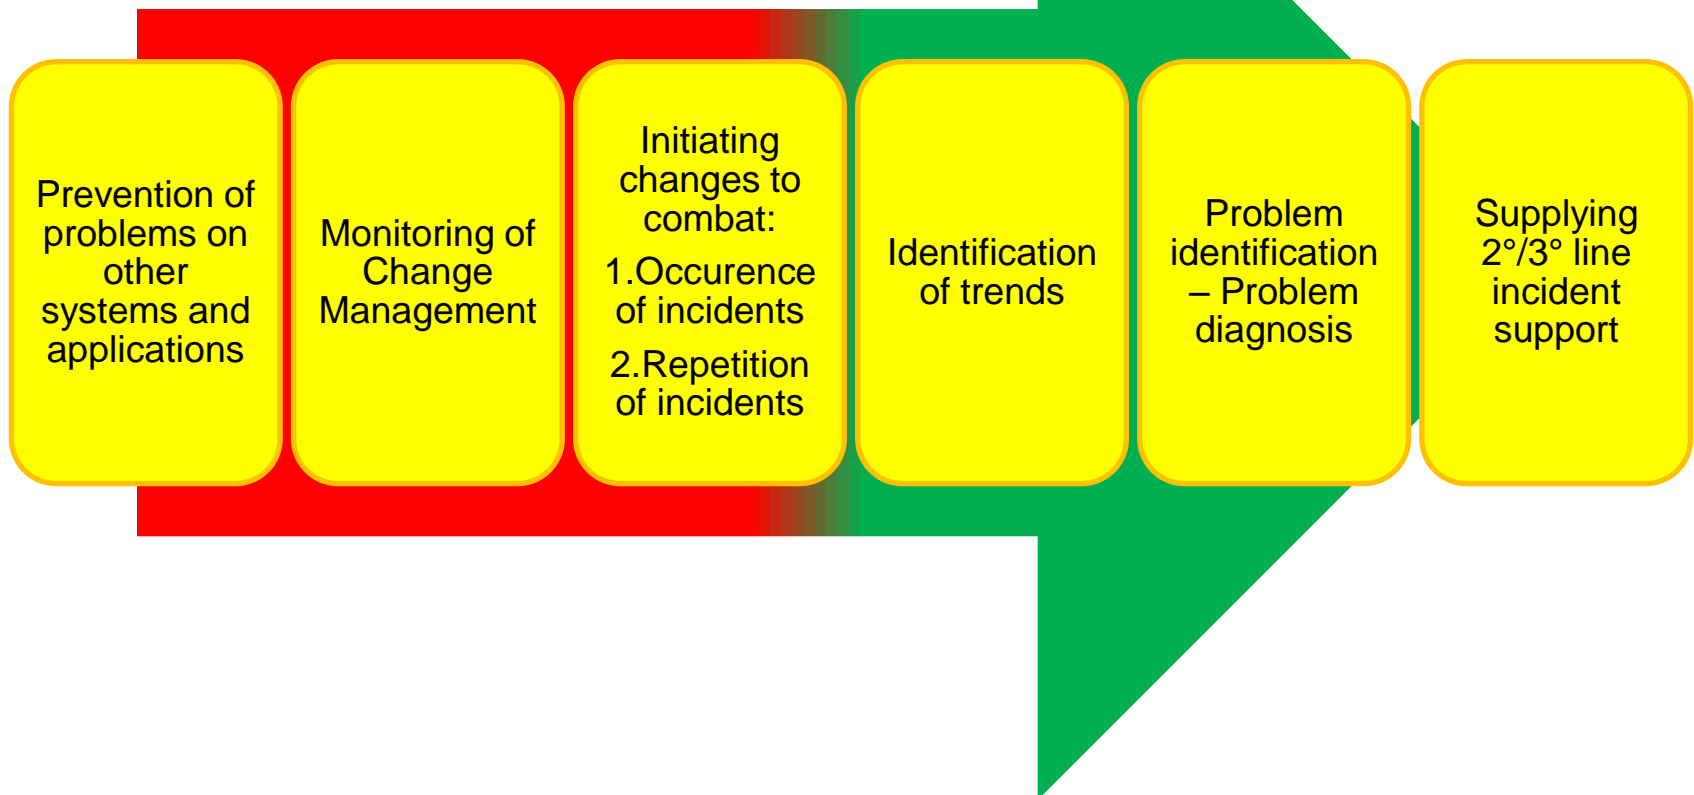 Prevention of
problems on
other
systems and
applications
Monitoring of
Change
Management
Initiating
changes to
combat:
1.Occurence
of incidents
2.Repetition
of incidents
Identification
of trends
Problem
identification
– Problem
diagnosis
Supplying
2°/3° line
incident
support